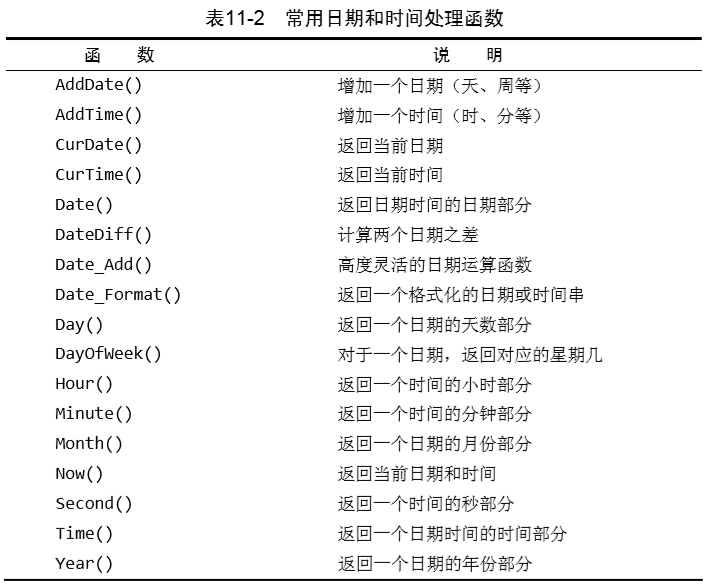 表11-2 常用日期和时间处理函数
函 数 说 明
AddDate() 增加一个日期（天、周等）
AddTime() 增加一个时间（时、分等）
CurDate() 返回当前日期
CurTime() 返回当前时间
Date() 返回日期时间的日期部分
DateDiff() 计算两个日期之差
Date_Add() 高度灵活的日期运算函数
Date_Format() 返回一个格式化的日期或时间串
Day() 返回一个日期的天数部分
DayOfWeek() 对于一个日期，返回对应的星期几
Hour() 返回一个时间的小时部分
Minute() 返回一个时间的分钟部分
Month() 返回一个日期的月份部分
Now() 返回当前日期和时间
Second() 返回一个时间的秒部分
Time() 返回一个日期时间的时间部分
Year() 返回一个日期的年份部分